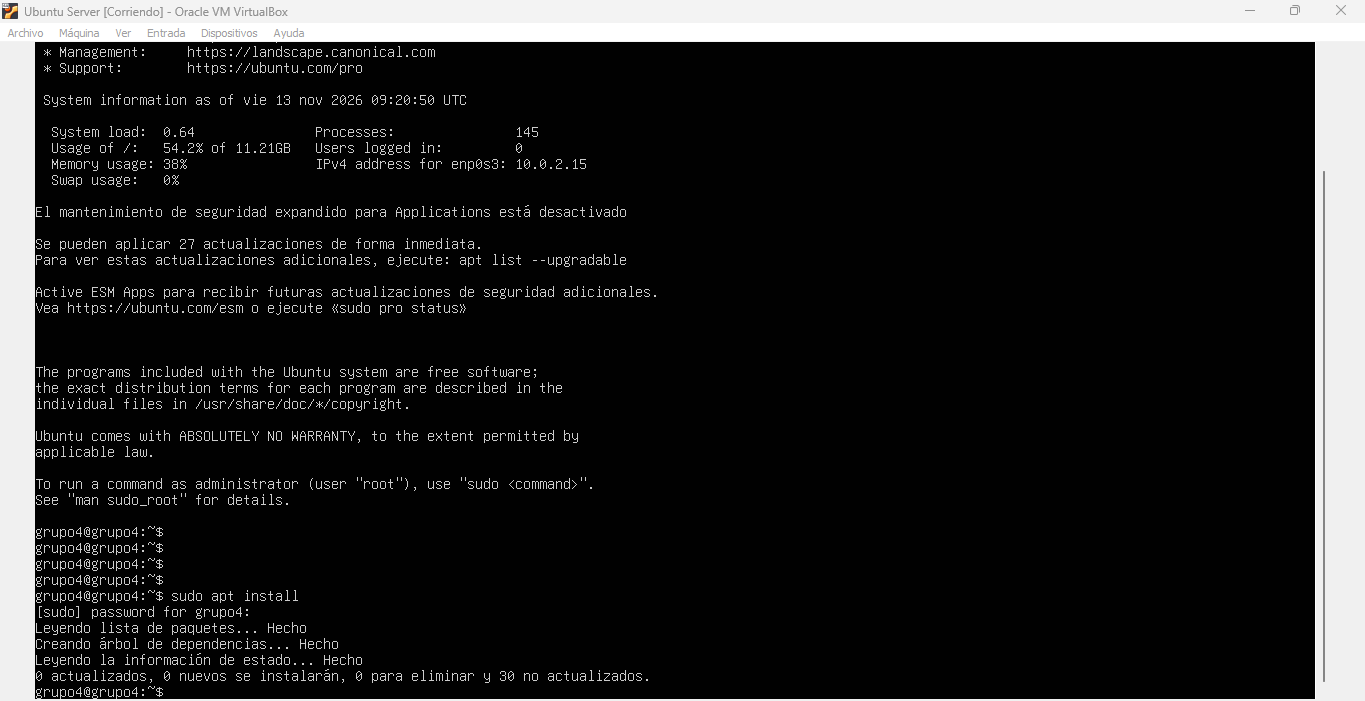 Ubuntu Server [Corriendo] - Oracle VM VirtualBox
Archivo Máquina Ver Entrada Dispositivos Ayuda
* Management: https://landscape.canonical.com
* Support: https://ubuntu.com/pro
System information as of vie 13 nov 2026 09:20:50 UTC
System load: 0.64 Processes: 145
Usage of /: 54.2% of 11.21GB Users logged in: 0
Memory usage: 38% IPv4 address for enp0s3: 10.0.2.15
Swap usage: 0%
El mantenimiento de seguridad expandido para Applications está desactivado
Se pueden aplicar 27 actualizaciones de forma inmediata.
Para ver estas actualizaciones adicionales, ejecute: apt list --upgradable
Active ESM Apps para recibir futuras actualizaciones de seguridad adicionales.
Vea https://ubuntu.com/esm o ejecute «sudo pro status»
The programs included with the Ubuntu system are free software;
the exact distribution terms for each program are described in the
individual files in /usr/share/doc/*/copyright.
Ubuntu comes with ABSOLUTELY NO WARRANTY, to the extent permitted by
applicable law.
To run a command as administrator (user "root"), use "sudo <command>".
See "man sudo_root" for details.
grupo4@grupo4:~$
grupo4@grupo4:~$
grupo4@grupo4:~$
grupo4@grupo4:~$
grupo4@grupo4:~$ sudo apt install
[sudo] password for grupo4:
Leyendo lista de paquetes... Hecho
Creando árbol de dependencias... Hecho
Leyendo la información de estado... Hecho
0 actualizados, 0 nuevos se instalarán, 0 para eliminar y 30 no actualizados.
grupo4@grupo4:~$